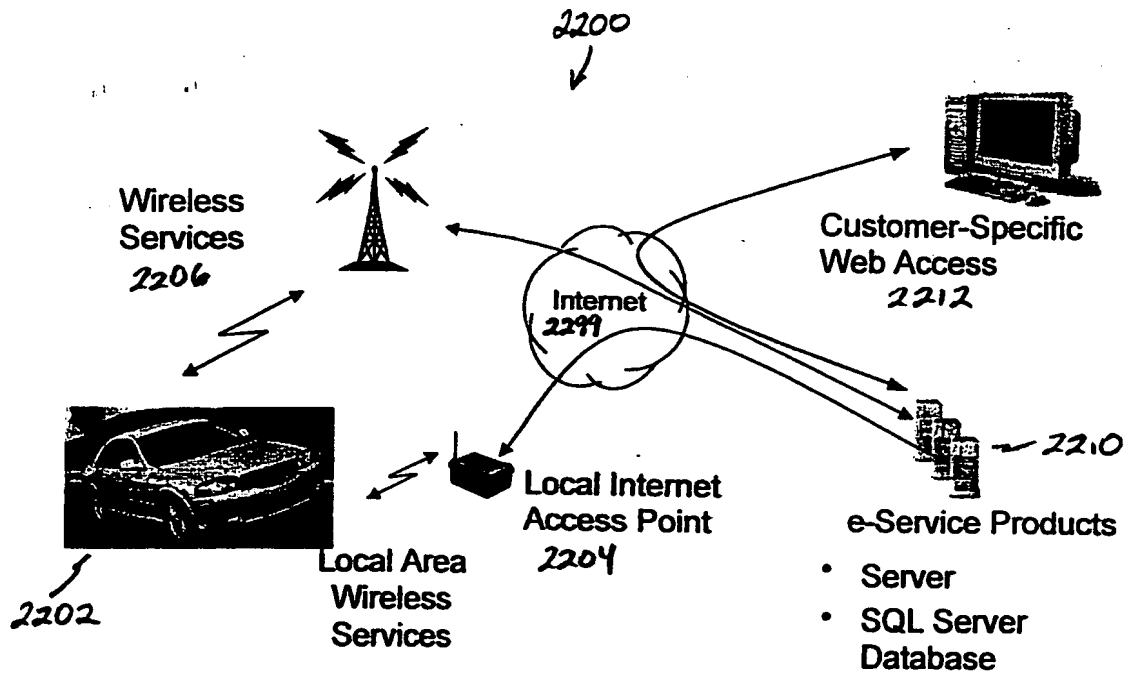 2200
Wireless
Services
2206
Customer-Specific
Web Access
2212
Internet
2299
2210
Local Internet
Access Point
2204
e-Service Products
• Server
• SQL Server
Database
Local Area
Wireless
Services
2202